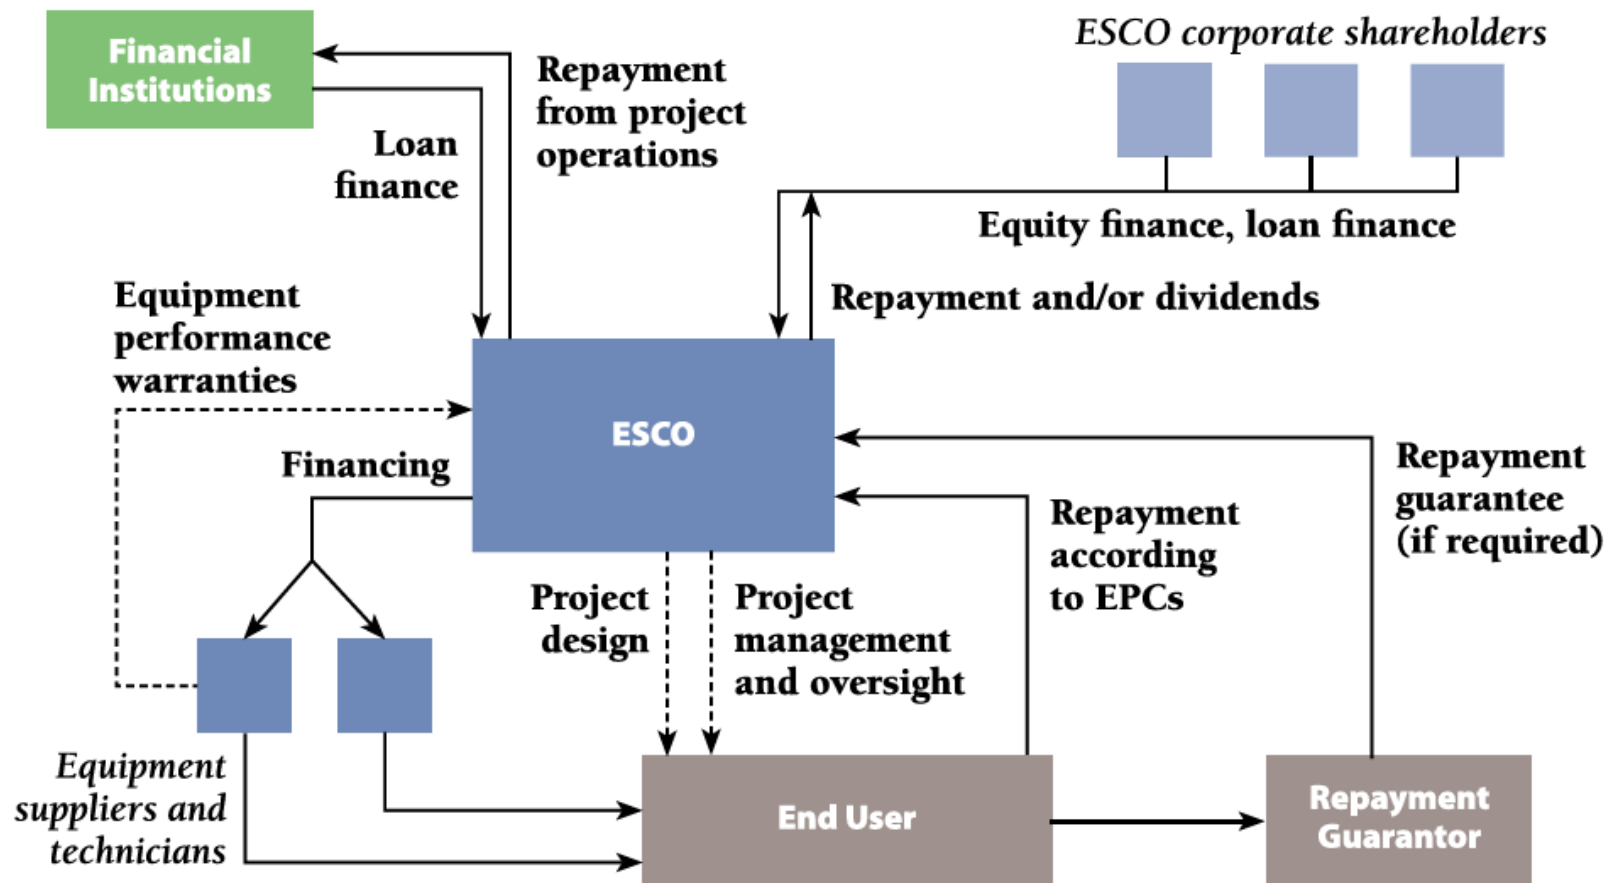 Financial
Institutions
Loan
finance
Repayment
from project
operations
ESCO corporate shareholders
Equity finance, loan finance
Repayment and/or dividends
Equipment
performance
warranties
ESCO
Financing
Repayment
guarantee
(if required)
Repayment
according
to EPCs
Project
design
Project
management
and oversight
Equipment
suppliers and
technicians
End User
Repayment
Guarantor